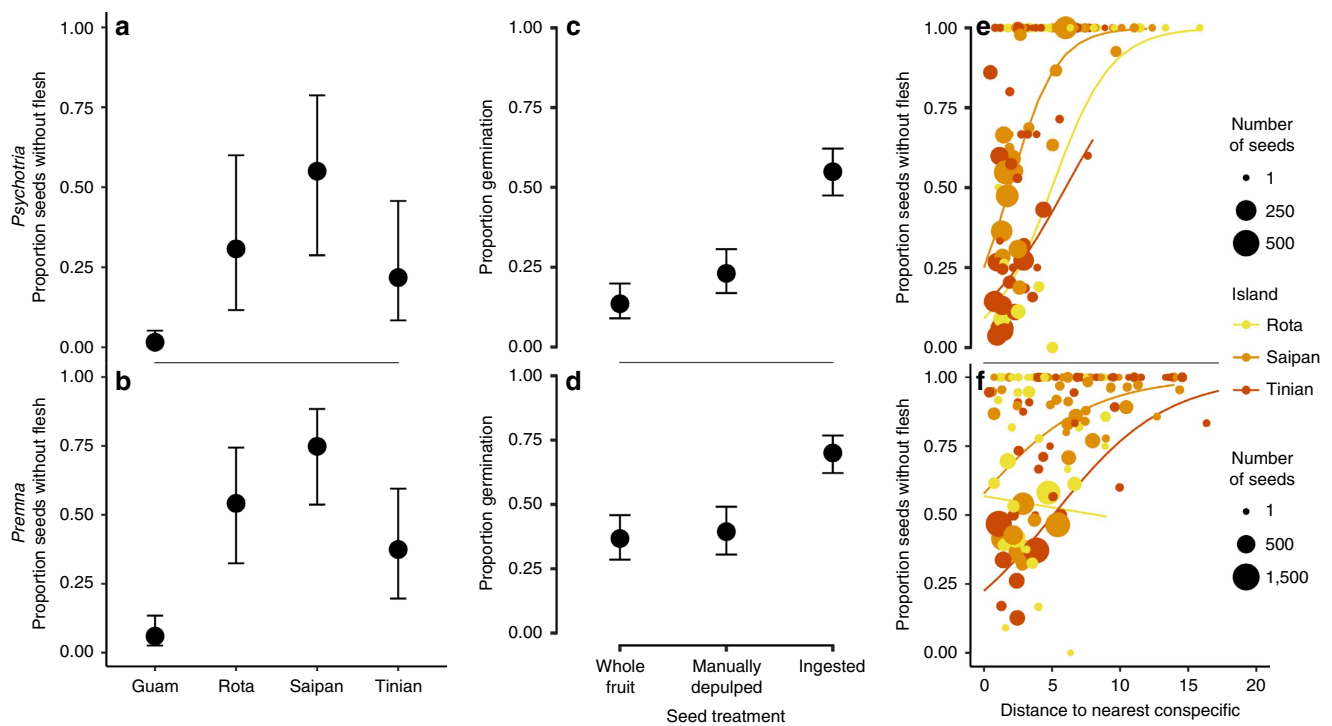 a
Psychotria
Proportion seeds without flesh
1.00
0.75
0.50
0.25
0.00
b
Premna
Proportion seeds without flesh
1.00
0.75
0.50
0.25
0.00
Guam
Rota
Saipan
Tinian
c
Proportion germination
1.00
0.75
0.50
0.25
0.00
d
Proportion germination
1.00
0.75
0.50
0.25
0.00
Whole
fruit
Manually
depulped
Ingested
Seed treatment
e
Proportion seeds without flesh
1.00
0.75
0.50
0.25
0.00
Number
of seeds
1
250
500
Island
Rota
Saipan
Tinian
f
Proportion seeds without flesh
1.00
0.75
0.50
0.25
0.00
0
5
10
15
20
Distance to nearest conspecific
Number
of seeds
1
500
1,500